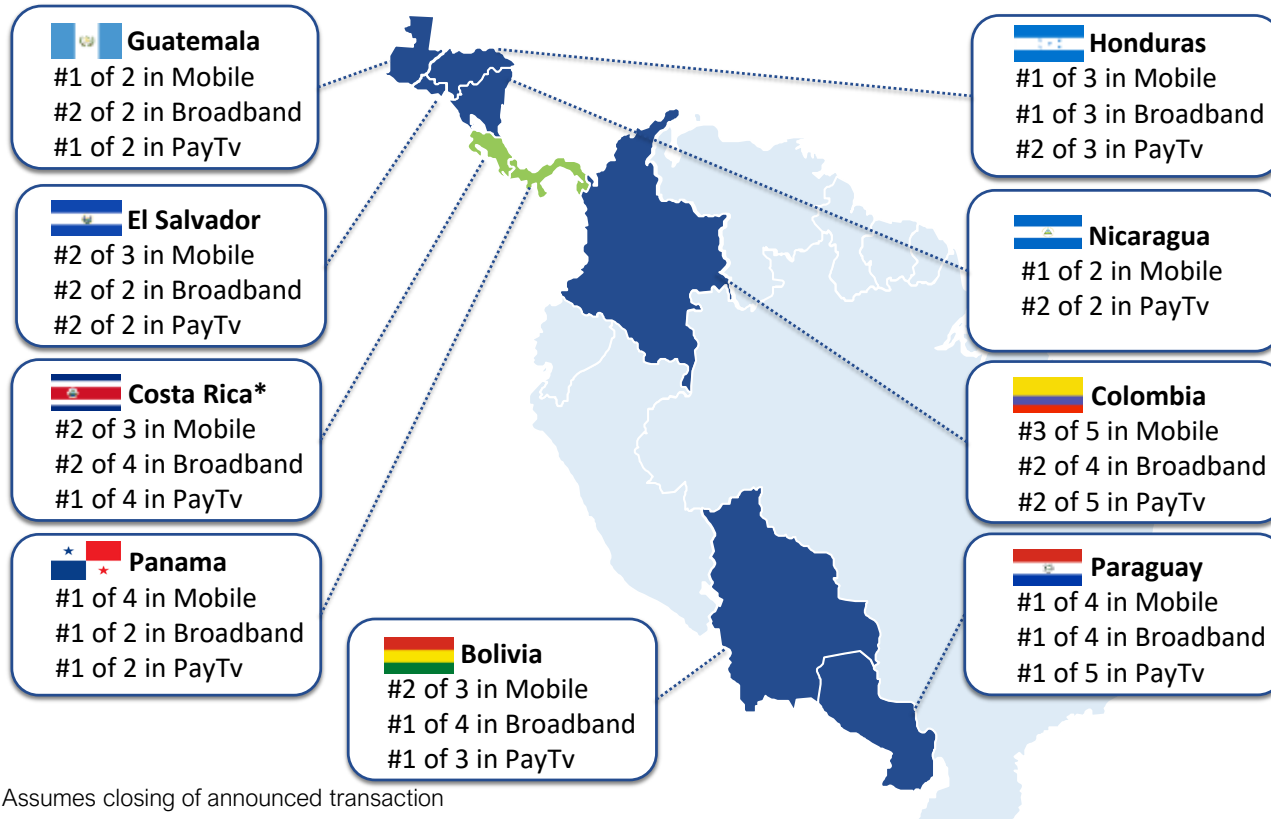 Guatemala
#1 of 2 in Mobile
#2 of 2 in Broadband
#1 of 2 in PayTv
El Salvador
#2 of 3 in Mobile
#2 of 2 in Broadband
#2 of 2 in PayTv
Costa Rica*
#2 of 3 in Mobile
#2 of 4 in Broadband
#1 of 4 in PayTv
Panama
#1 of 4 in Mobile
#1 of 2 in Broadband
#1 of 2 in PayTv
Bolivia
#2 of 3 in Mobile
#1 of 4 in Broadband
#1 of 3 in PayTv
Honduras
#1 of 3 in Mobile
#1 of 3 in Broadband
#2 of 3 in PayTv
Nicaragua
#1 of 2 in Mobile
#2 of 2 in PayTv
Colombia
#3 of 5 in Mobile
#2 of 4 in Broadband
#2 of 5 in PayTv
Paraguay
#1 of 4 in Mobile
#1 of 4 in Broadband
#1 of 5 in PayTv
Assumes closing of announced transaction